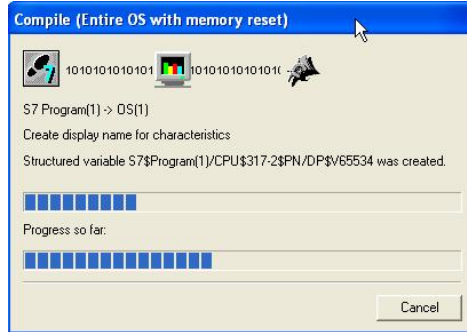 Compile (Entire OS with memory reset)
1010101010101 1010101010101(
S7 Program(1) -> OS(1)
Create display name for characteristics
Structured variable S7$Program(1)/CPU$317-2$PN/DP$V65534 was created.
Progress so far:
Cancel